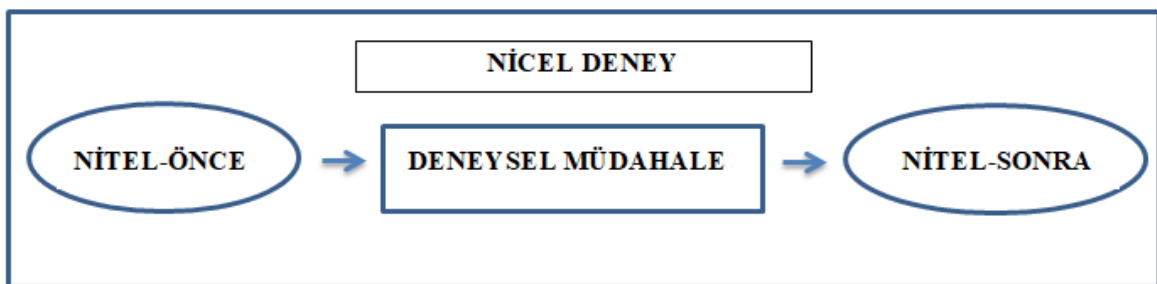 NİCEL DENEY
NİTEL-ÖNCE
DENEYSEL MÜDAHALE
NİTEL-SONRA